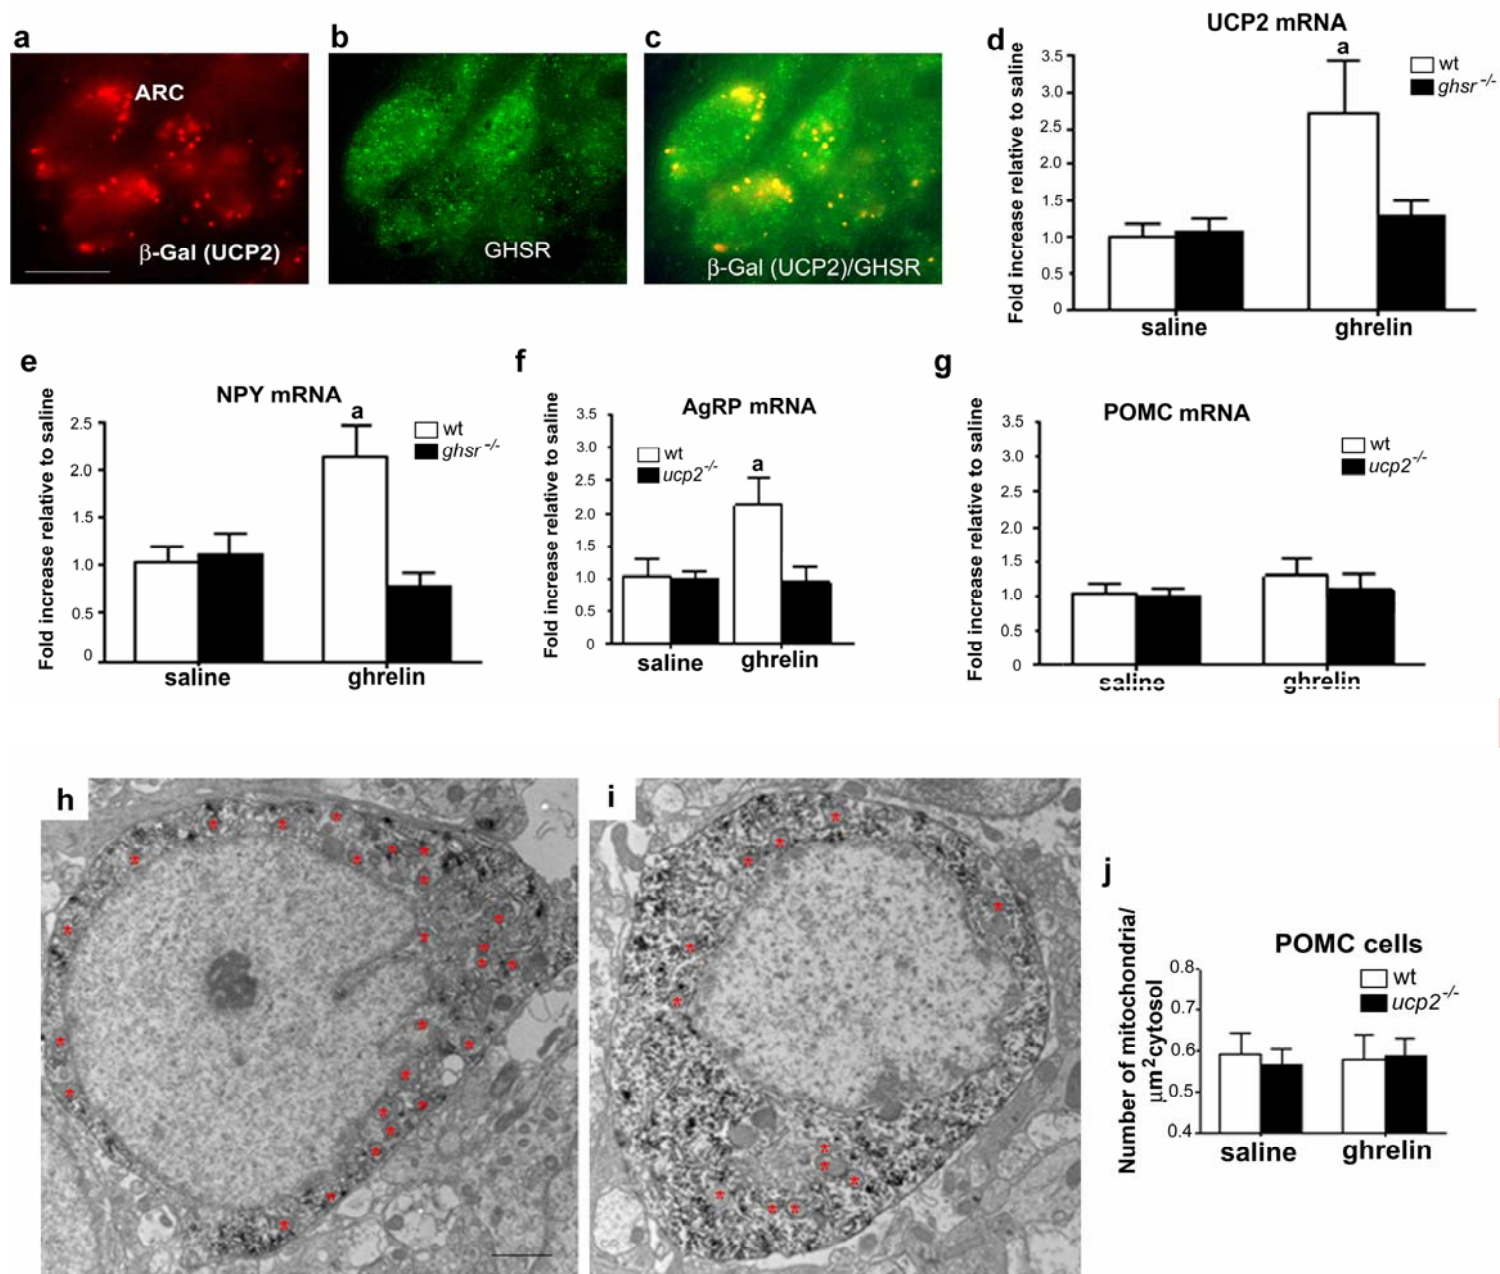 a
ARC
β-Gal (UCP2)
b
GHSR
c
β-Gal (UCP2)/GHSR
d
UCP2 mRNA
Fold increase relative to saline
3.5
3.0
2.5
2.0
1.5
1.0
0.5
0
a
wt
ghsr -/-
saline
ghrelin
e
NPY mRNA
Fold increase relative to saline
2.5
2.0
1.5
1.0
0.5
0
a
wt
ghsr -/-
saline
ghrelin
f
AgRP mRNA
Fold increase relative to saline
3.5
3.0
2.5
2.0
1.5
1.0
0.5
0
wt
ucp2-/-
a
saline
ghrelin
g
POMC mRNA
Fold increase relative to saline
3.5
3.0
2.5
2.0
1.5
1.0
0.5
0
wt
ucp2-/-
saline
ghrelin
h
i
j
POMC cells
Number of mitochondria/
μm2cytosol
0.8
0.7
0.6
0.5
0.4
wt
ucp2-/-
saline
ghrelin